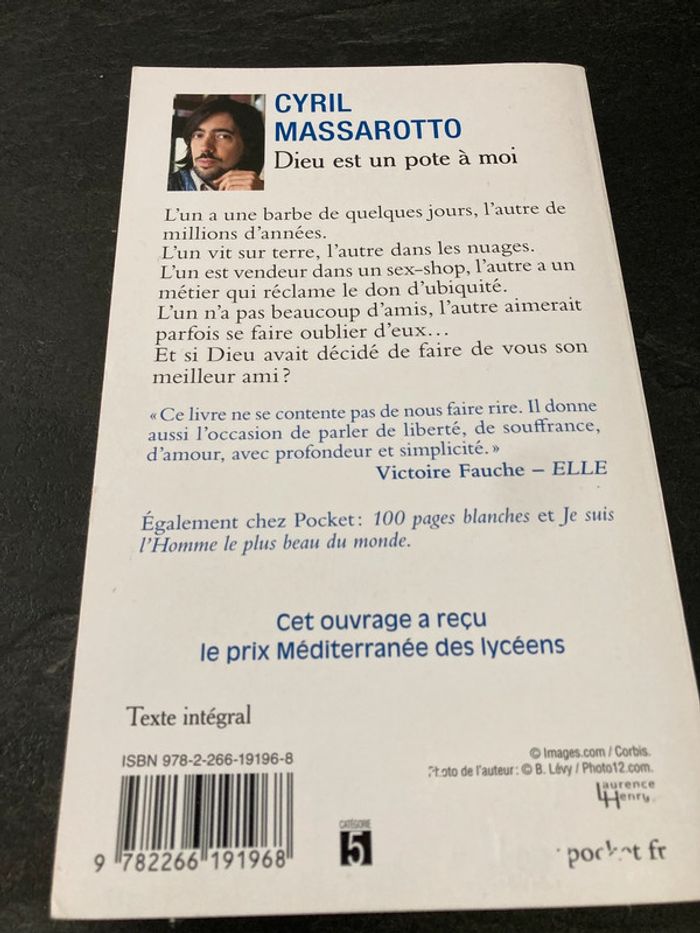 CYRIL
MASSAROTTO
Dieu est un pote à moi
L'un a une barbe de quelques jours, l'autre de
millions d'années.
L'un vit sur terre, l'autre dans les nuages.
L'un est vendeur dans un sex-shop, l'autre a un
métier qui réclame le don d'ubiquité.
L'un n'a pas beaucoup d'amis, l'autre aimerait
parfois se faire oublier d'eux...
Et si Dieu avait décidé de faire de vous son
meilleur ami ?
« Ce livre ne se contente pas de nous faire rire. Il donne
aussi l'occasion de parler de liberté, de souffrance,
d'amour, avec profondeur et simplicité. »
Victoire Fauche – ELLE
Également chez Pocket : 100 pages blanches et Je suis
l'Homme le plus beau du monde.
Cet ouvrage a reçu
le prix Méditerranée des lycéens
Texte intégral
ISBN 978-2-266-19196-8
© Images.com / Corbis.
Photo de l'auteur : © B. Lévy / Photo12.com.
Laurence
Henry
9 782266 191968
CATÉGORIE
5
pocket fr